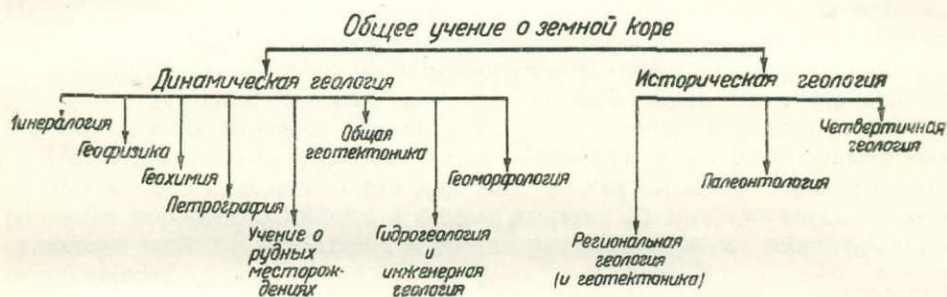 Общее учение о земной коре
Динамическая геология
Историческая геология
Минералогия
Геофизика
Геохимия
Петрография
Учение о
рудных
месторож-
дениях
Общая
геотектоника
Гидрогеология
и
инженерная
геология
Геоморфология
Региональная
геология
(и геотектоника)
Палеонтология
Четвертичная
геология